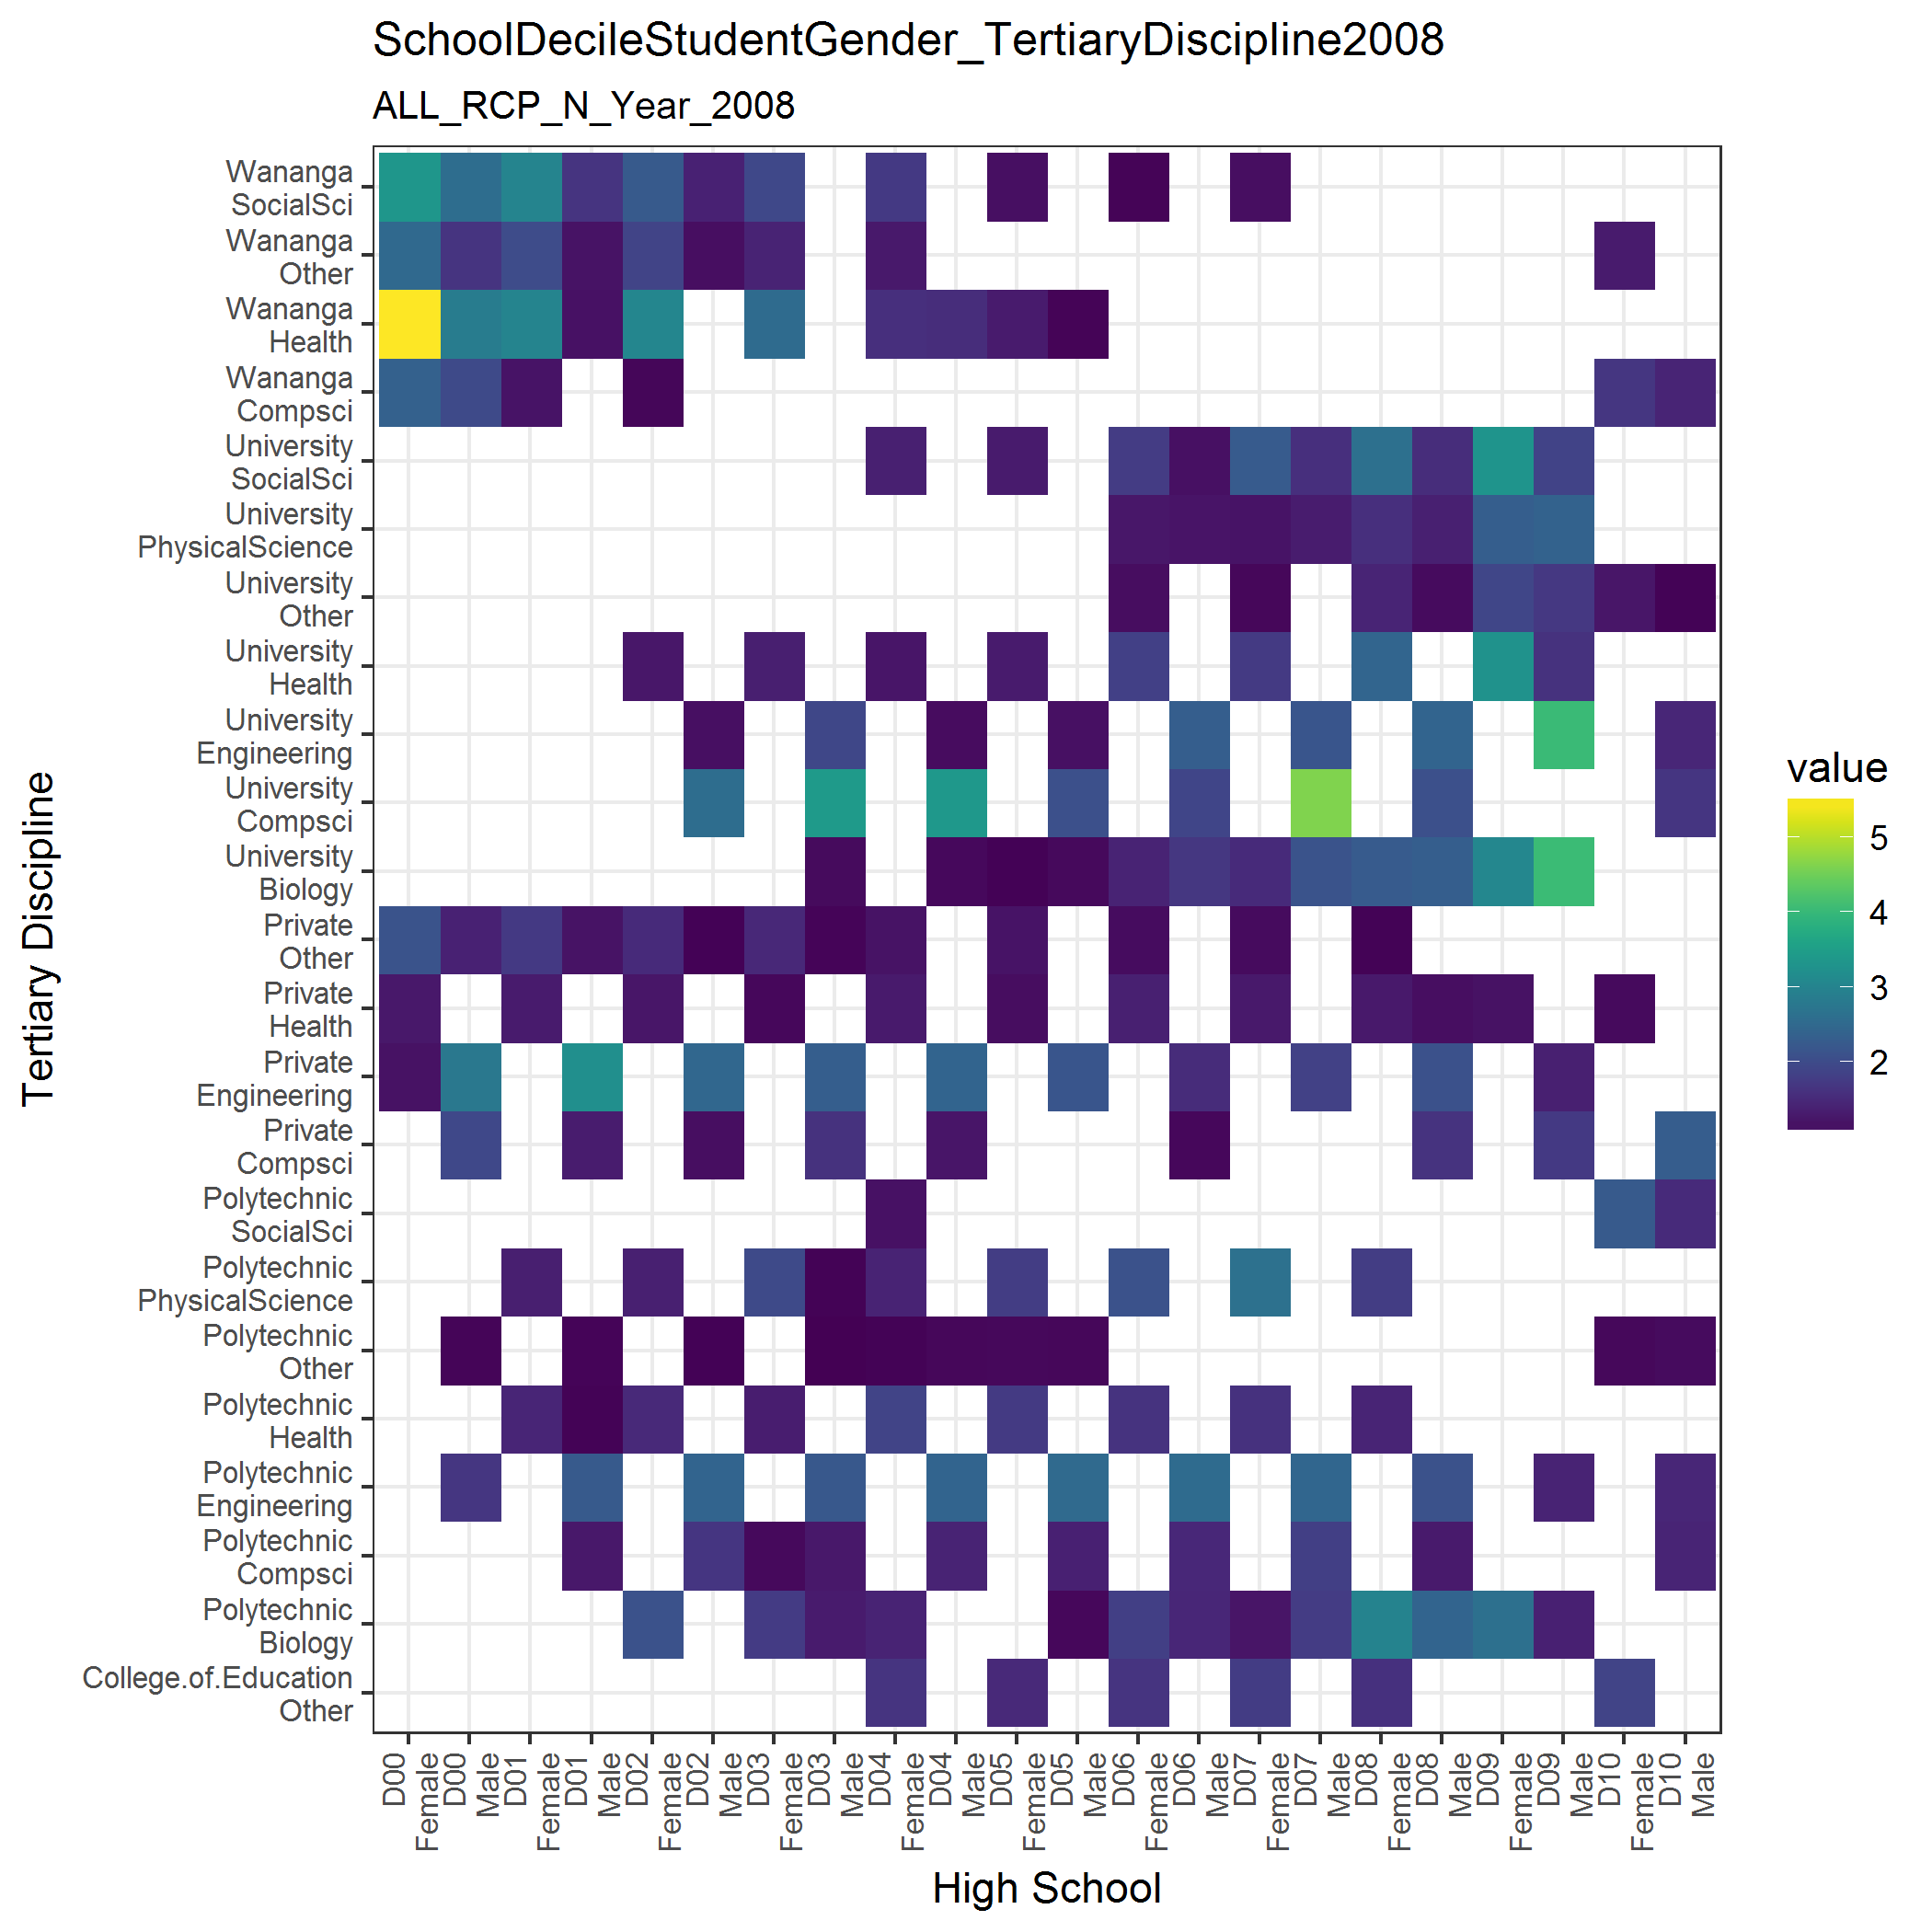 SchoolDecileStudentGender_TertiaryDiscipline2008
ALL_RCP_N_Year_2008
Wananga
SocialSci
Wananga
Other
Wananga
Health
Wananga
Compsci
University
SocialSci
University
PhysicalScience
University
Other
University
Health
University
Engineering
University
Compsci
University
Biology
Private
Other
Private
Health
Private
Engineering
Private
Compsci
Polytechnic
SocialSci
Polytechnic
PhysicalScience
Polytechnic
Other
Polytechnic
Health
Polytechnic
Engineering
Polytechnic
Compsci
Polytechnic
Biology
College.of.Education
Other
Tertiary Discipline
D00
Female
D00
Male
D01
Female
D01
Male
D02
Female
D02
Male
D03
Female
D03
Male
D04
Female
D04
Male
D05
Female
D05
Male
D06
Female
D06
Male
D07
Female
D07
Male
D08
Female
D08
Male
D09
Female
D09
Male
D10
Female
D10
Male
High School
value
5
4
3
2